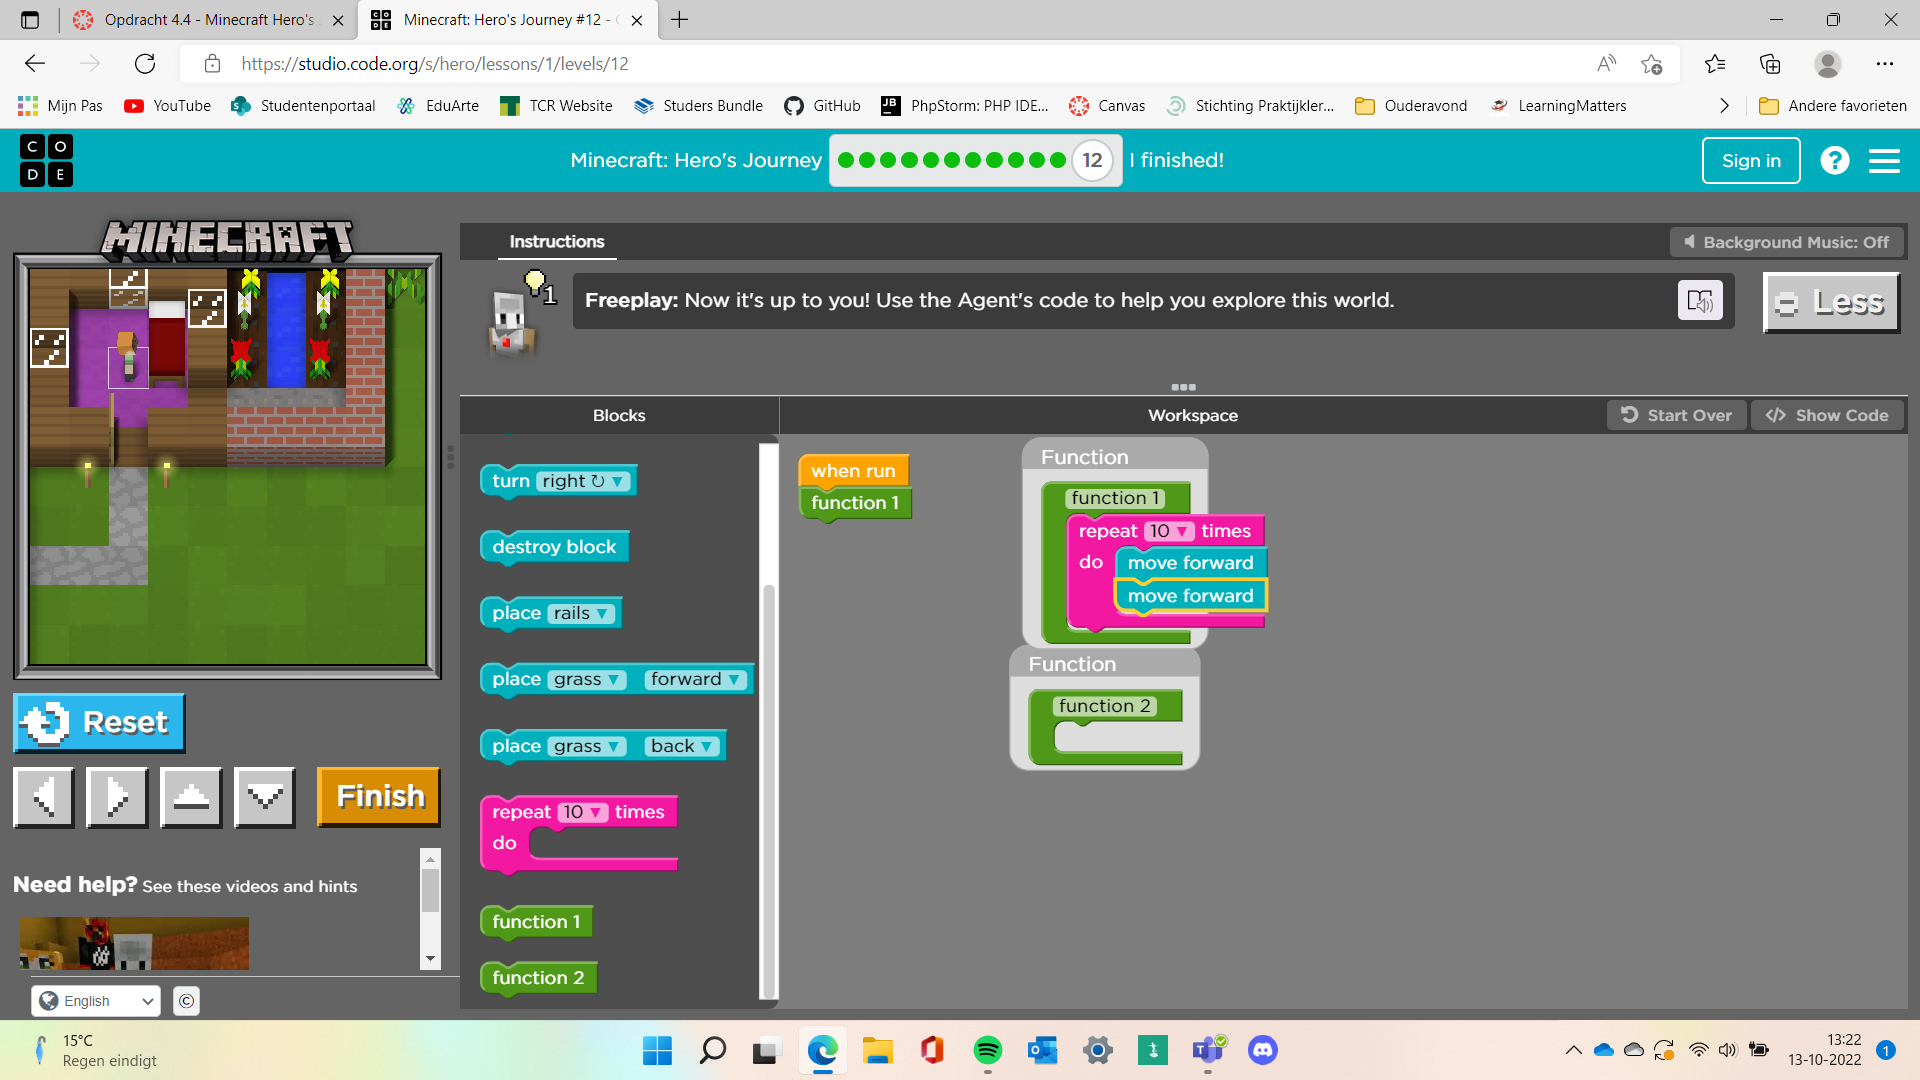 Opdracht 4.4 - Minecraft Hero's
Minecraft: Hero's Journey #12 -
https://studio.code.org/s/hero/lessons/1/levels/12
Mijn Pas
YouTube
Studentenportaal
EduArte
TCR Website
Studers Bundle
GitHub
PhpStorm: PHP IDE...
Canvas
Stichting Praktijkler...
Ouderavond
LearningMatters
Andere favorieten
C O
D E
Minecraft: Hero's Journey
12
I finished!
Sign in
?
MINECRAFT
Instructions
Background Music: Off
1
Freeplay: Now it's up to you! Use the Agent's code to help you explore this world.
Less
Blocks
Workspace
Start Over
Show Code
turn right
destroy block
place rails
place grass forward
place grass back
repeat 10 times
do
function 1
function 2
when run
function 1
Function
function 1
repeat 10 times
do move forward
move forward
Function
function 2
Reset
Finish
Need help? See these videos and hints
English
©
15°C
Regen eindigt
13:22
13-10-2022
1